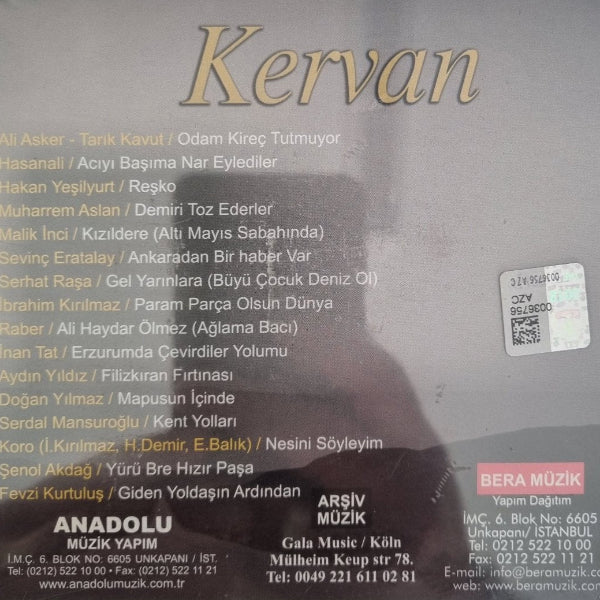 Kervan
Ali Asker - Tarık Kavut / Odam Kireç Tutmuyor
Hasanali / Acıyı Başıma Nar Eylediler
Hakan Yeşilyurt / Reşko
Muharrem Aslan / Demiri Toz Ederler
Malik İnci / Kızıldere (Altı Mayıs Sabahında)
Sevinç Eratalay / Ankaradan Bir haber Var
Serhat Raşa / Gel Yarınlara (Büyü Çocuk Deniz Ol)
İbrahim Kırılmaz / Param Parça Olsun Dünya
Raber / Ali Haydar Ölmez (Ağlama Bacı)
İnan Tat / Erzurumda Çevirdiler Yolumu
Aydın Yıldız / Filizkıran Fırtınası
Doğan Yılmaz / Mapusun İçinde
Serdal Mansuroğlu / Kent Yolları
Koro (İ.Kırılmaz, H.Demir, E.Balık) / Nesini Söyleyim
Şenol Akdağ / Yürü Bre Hızır Paşa
Fevzi Kurtuluş / Giden Yoldaşın Ardından
0036756 AZC
AZC
0036756
ANADOLU
MÜZİK YAPIM
İ.M.Ç. 6. BLOK NO: 6605 UNKAPANI / İST.
Tel: (0212) 522 10 00 • Fax: (0212) 522 11 21
www.anadolumuzik.com.tr
ARŞİV
MÜZİK
Gala Music / Köln
Mülheim Keup str 78.
Tel: 0049 221 611 02 81
BERA MÜZİK
Yapım Dağıtım
İMÇ. 6. Blok No: 6605
Unkapanı/ İSTANBUL
Tel: 0212 522 10 00
Fax: 0212 522 11 21
E-mail: info@beramuzik.co
web: www.beramuzik.com